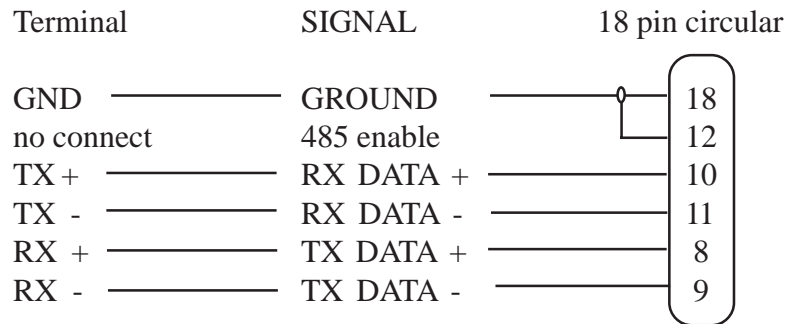 Terminal SIGNAL 18 pin circular
GND GROUND 18
no connect 485 enable 12
TX + RX DATA + 10
TX - RX DATA - 11
RX + TX DATA + 8
RX - TX DATA - 9